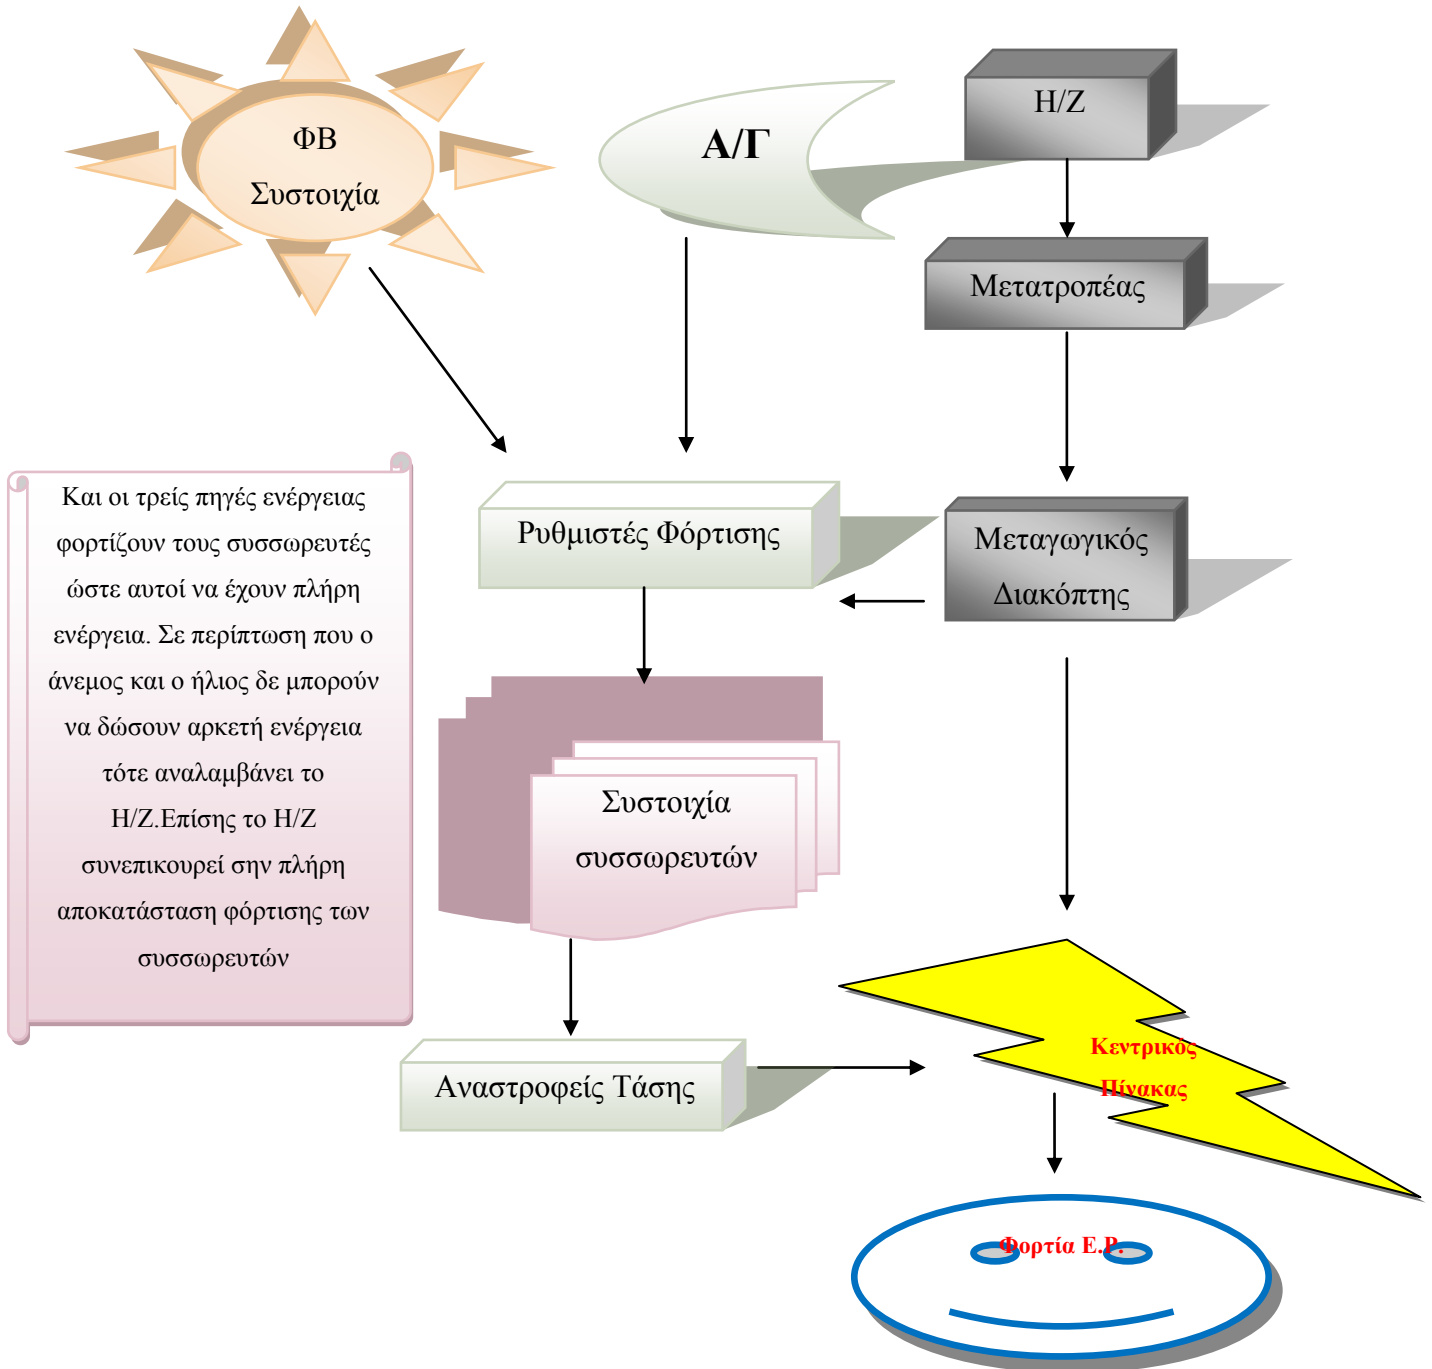 ΦΒ
Συστοιχία
Α/Γ
Η/Ζ
Μετατροπέας
Και οι τρείς πηγές ενέργειας
φορτίζουν τους συσσωρευτές
ώστε αυτοί να έχουν πλήρη
ενέργεια. Σε περίπτωση που ο
άνεμος και ο ήλιος δε μπορούν
να δώσουν αρκετή ενέργεια
τότε αναλαμβάνει το
Η/Ζ.Επίσης το Η/Ζ
συνεπικουρεί σην πλήρη
αποκατάσταση φόρτισης των
συσσωρευτών
Ρυθμιστές Φόρτισης
Μεταγωγικός
Διακόπτης
Συστοιχία
συσσωρευτών
Αναστροφείς Τάσης
Κεντρικός
Πίνακας
Φορτία Ε.Ρ.